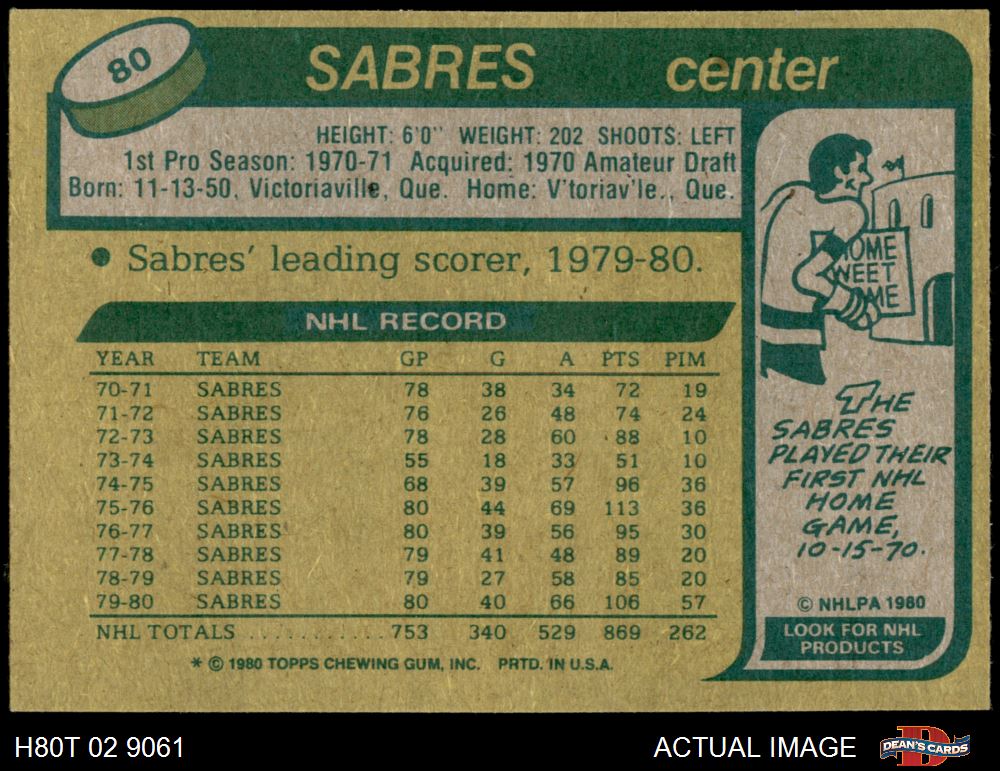 80
SABRES center
HEIGHT: 6'0" WEIGHT: 202 SHOOTS: LEFT
1st Pro Season: 1970-71 Acquired: 1970 Amateur Draft
Born: 11-13-50, Victoriaville, Que. Home: V'toriav'le., Que.
• Sabres' leading scorer, 1979-80.
NHL RECORD
YEAR TEAM GP G A PTS PIM
70-71 SABRES 78 38 34 72 19
71-72 SABRES 76 26 48 74 24
72-73 SABRES 78 28 60 88 10
73-74 SABRES 55 18 33 51 10
74-75 SABRES 68 39 57 96 36
75-76 SABRES 80 44 69 113 36
76-77 SABRES 80 39 56 95 30
77-78 SABRES 79 41 48 89 20
78-79 SABRES 79 27 58 85 20
79-80 SABRES 80 40 66 106 57
NHL TOTALS ............753 340 529 869 262
* © 1980 TOPPS CHEWING GUM, INC. PRTD. IN U.S.A.
HOME
WEET
ME
THE
SABRES
PLAYED THEIR
FIRST NHL
HOME
GAME,
10-15-70.
© NHLPA 1980
LOOK FOR NHL
PRODUCTS
H80T 02 9061
ACTUAL IMAGE
DEAN'S CARDS